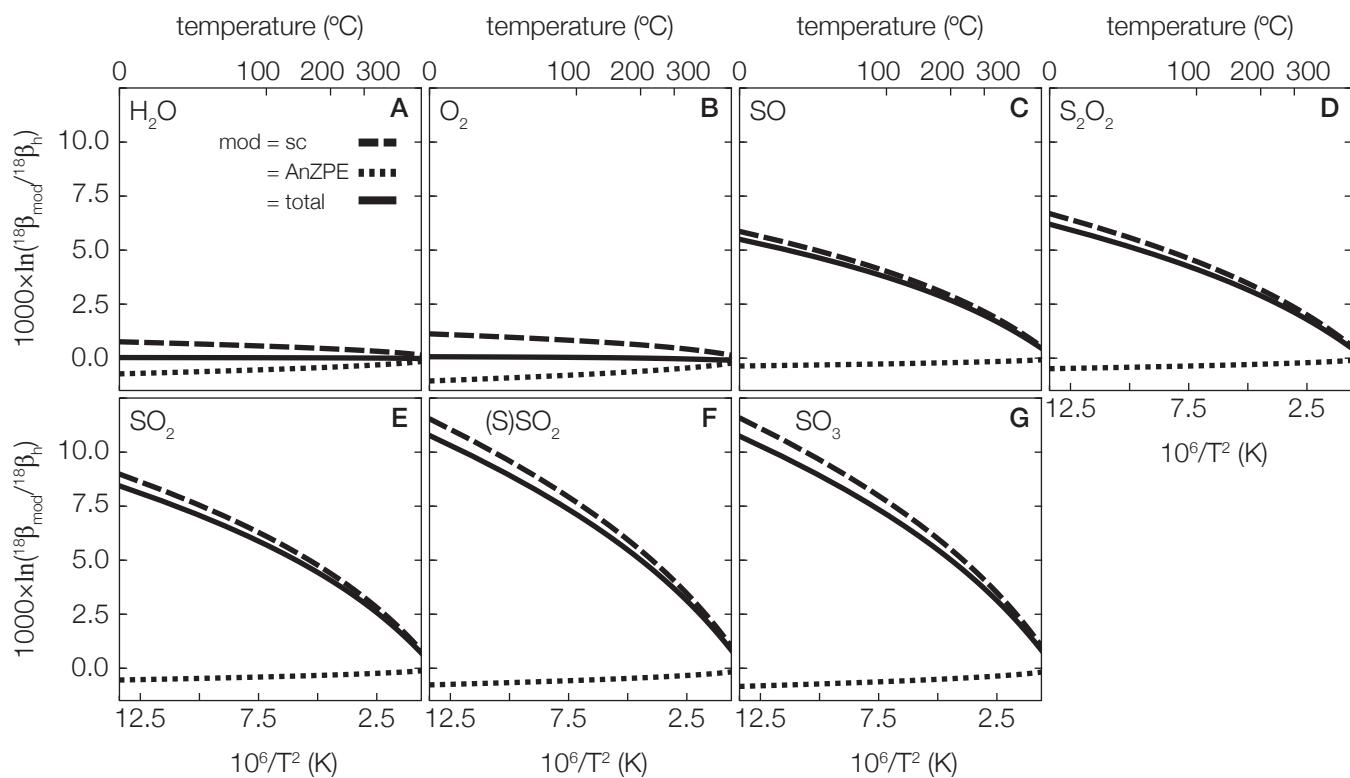 temperature (ºC) temperature (ºC) temperature (ºC) temperature (ºC)
0 100 200 300 0 100 200 300 0 100 200 300 0 100 200 300
H₂O A O₂ B SO C S₂O₂ D
mod = sc
= AnZPE
= total
1000×ln(¹⁸β_mod/¹⁸β_h)
10.0
7.5
5.0
2.5
0.0
12.5 7.5 2.5
10⁶/T² (K)
SO₂ E (S)SO₂ F SO₃ G
1000×ln(¹⁸β_mod/¹⁸β_h)
10.0
7.5
5.0
2.5
0.0
12.5 7.5 2.5 12.5 7.5 2.5 12.5 7.5 2.5
10⁶/T² (K) 10⁶/T² (K) 10⁶/T² (K)